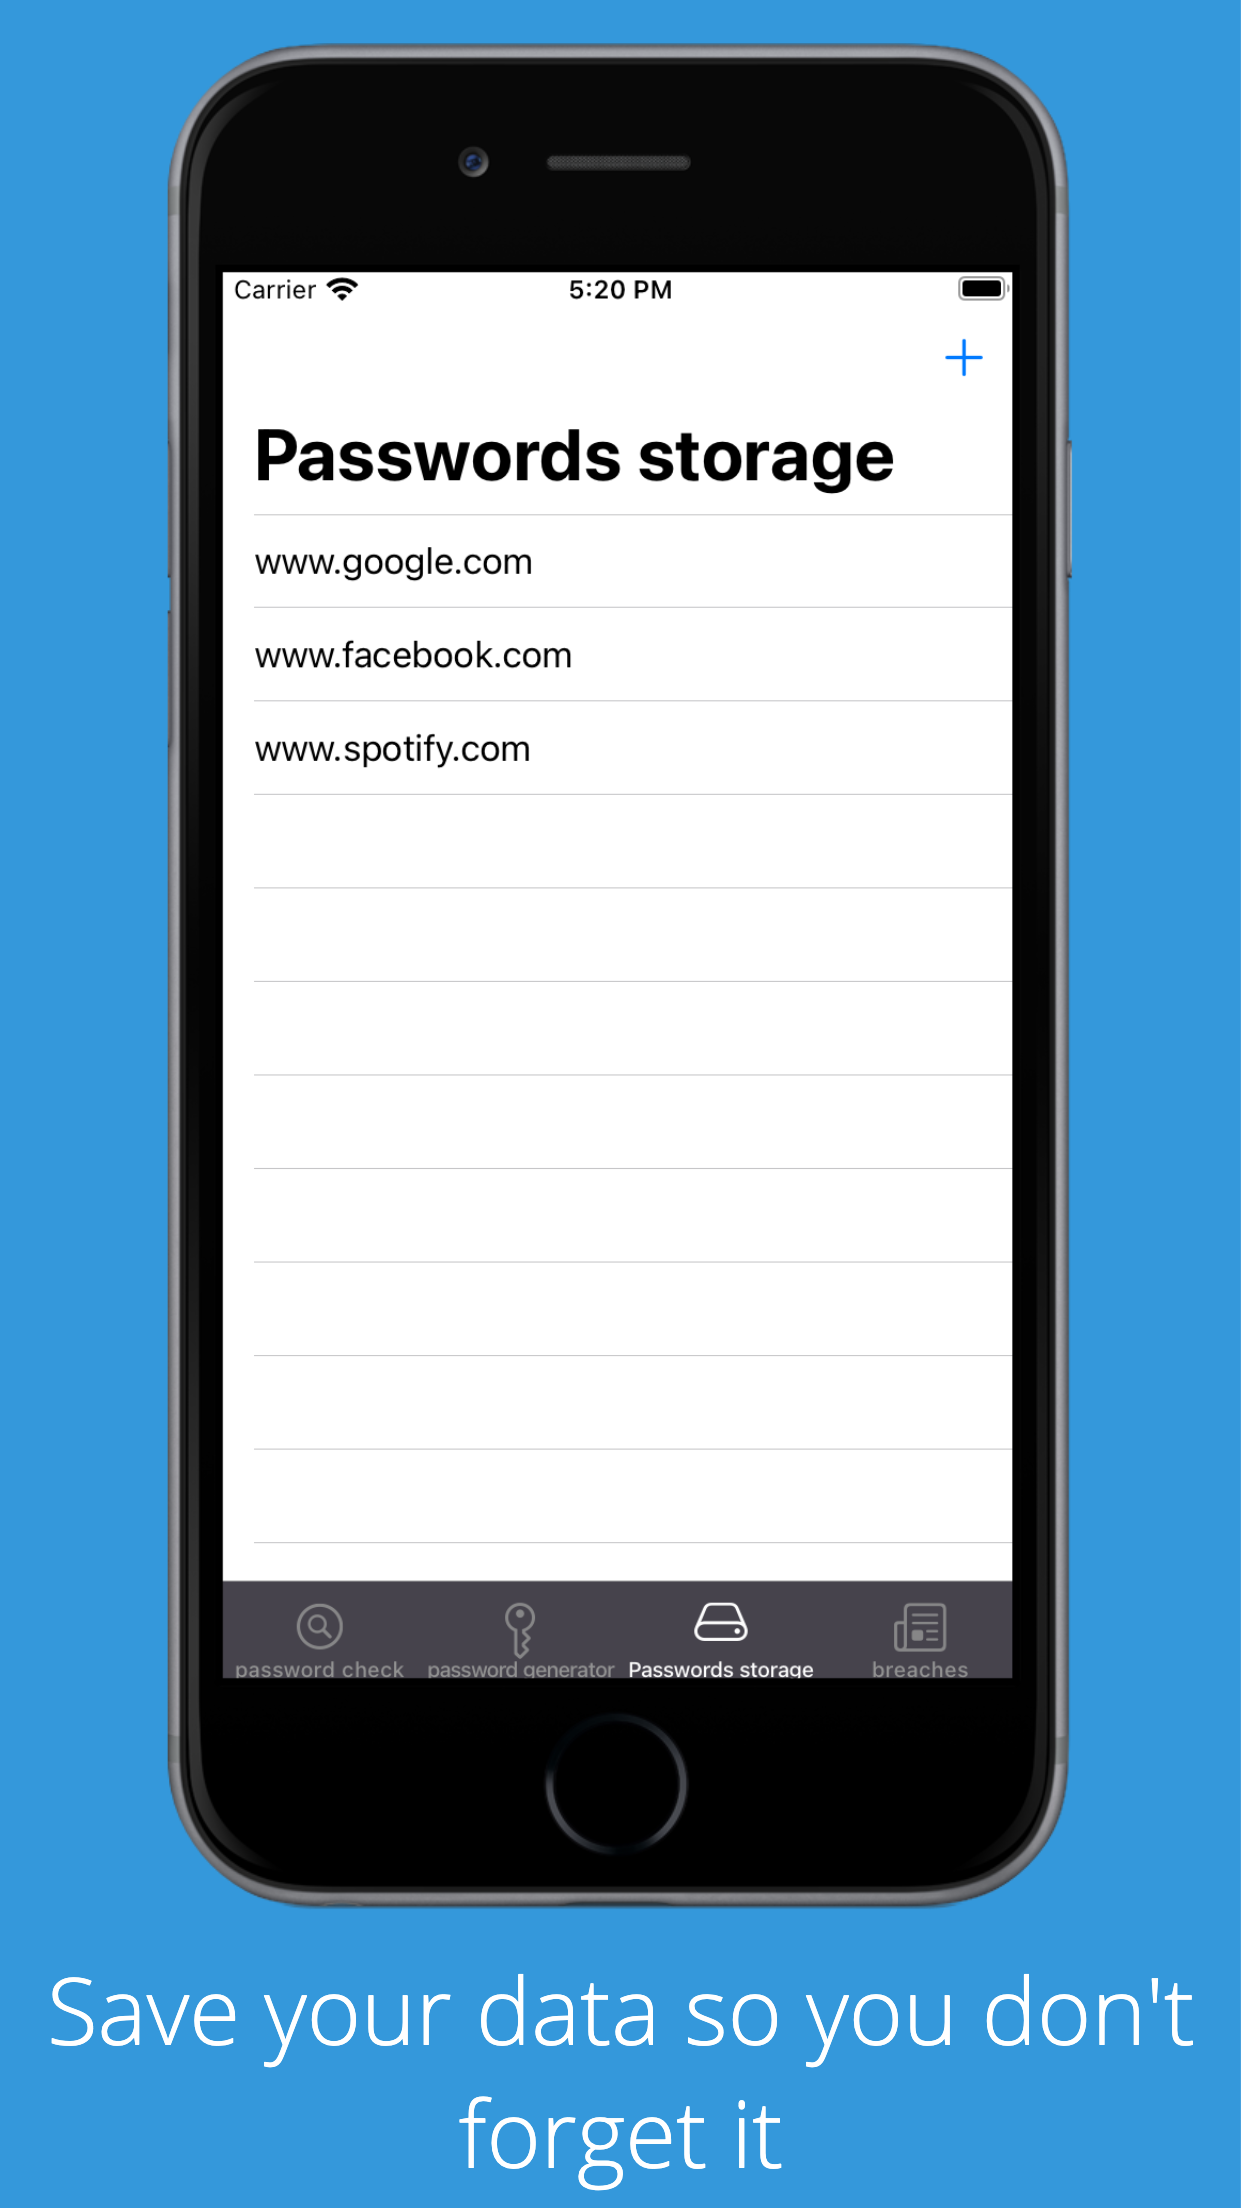 Carrier
5:20 PM
Passwords storage
www.google.com
www.facebook.com
www.spotify.com
password check
password generator
Passwords storage
breaches
Save your data so you don't
forget it